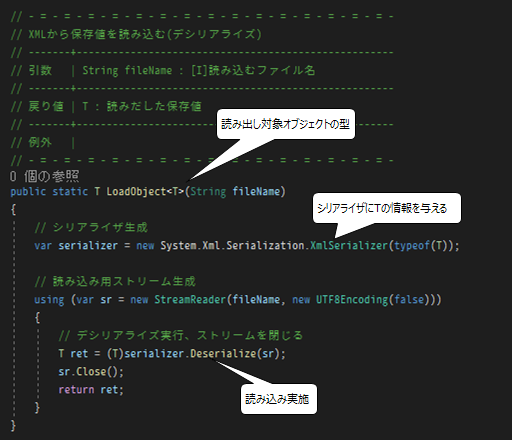 // - = - = - = - = - = - = - = - = - = - = - = - = - = - = -
// XMLから保存値を読み込む(デシリアライズ)
// -------+--------------------------------------------------
// 引数   | String fileName : [I]読み込むファイル名
// -------+--------------------------------------------------
// 戻り値 | T : 読みだした保存値
// -------+--------------------------------------------------
読み出し対象オブジェクトの型
// 例外   |
// - = - = - = - = - = - = - = - = - = - = - = - = - = - = -
0 個の参照
public static T LoadObject<T>(String fileName)
{
シリアライザにTの情報を与える
// シリアライザ生成
var serializer = new System.Xml.Serialization.XmlSerializer(typeof(T));
// 読み込み用ストリーム生成
using (var sr = new StreamReader(fileName, new UTF8Encoding(false)))
{
// デシリアライズ実行、ストリームを閉じる
T ret = (T)serializer.Deserialize(sr);
sr.Close();
return ret;
読み込み実施
}
}